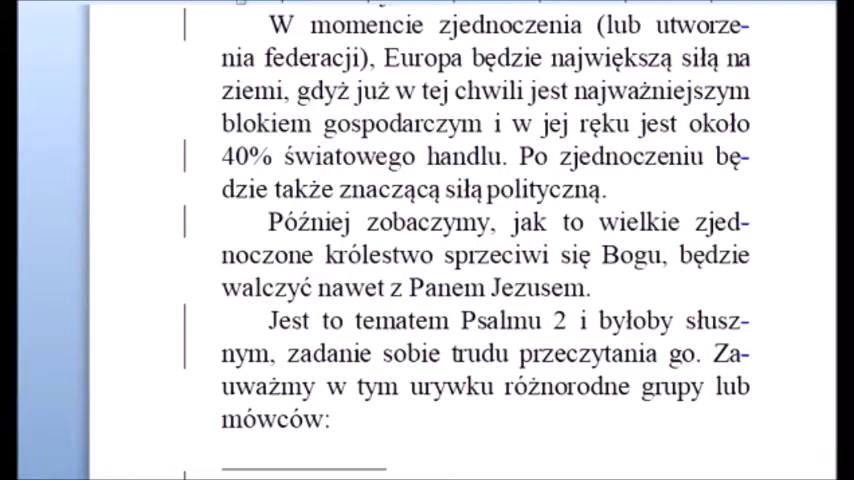 W momencie zjednoczenia (lub utworze-
nia federacji), Europa będzie największą siłą na
ziemi, gdyż już w tej chwili jest najważniejszym
blokiem gospodarczym i w jej ręku jest około
40% światowego handlu. Po zjednoczeniu bę-
dzie także znaczącą siłą polityczną.
Później zobaczymy, jak to wielkie zjed-
noczone królestwo sprzeciwi się Bogu, będzie
walczyć nawet z Panem Jezusem.
Jest to tematem Psalmu 2 i byłoby słusz-
nym, zadanie sobie trudu przeczytania go. Za-
uważmy w tym urywku różnorodne grupy lub
mówców: